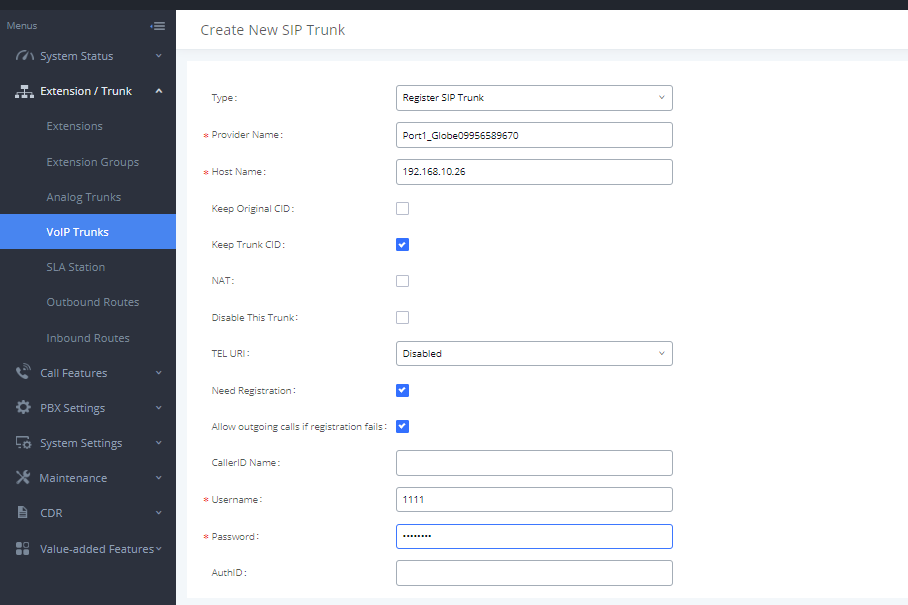 Menus
System Status
Extension / Trunk
Extensions
Extension Groups
Analog Trunks
VoIP Trunks
SLA Station
Outbound Routes
Inbound Routes
Call Features
PBX Settings
System Settings
Maintenance
CDR
Value-added Features
Create New SIP Trunk
Type: Register SIP Trunk
* Provider Name: Port1_Globe09956589670
* Host Name: 192.168.10.26
Keep Original CID:
Keep Trunk CID:
NAT:
Disable This Trunk:
TEL URI: Disabled
Need Registration:
Allow outgoing calls if registration fails:
CallerID Name:
* Username: 1111
* Password: ••••••••
AuthID: